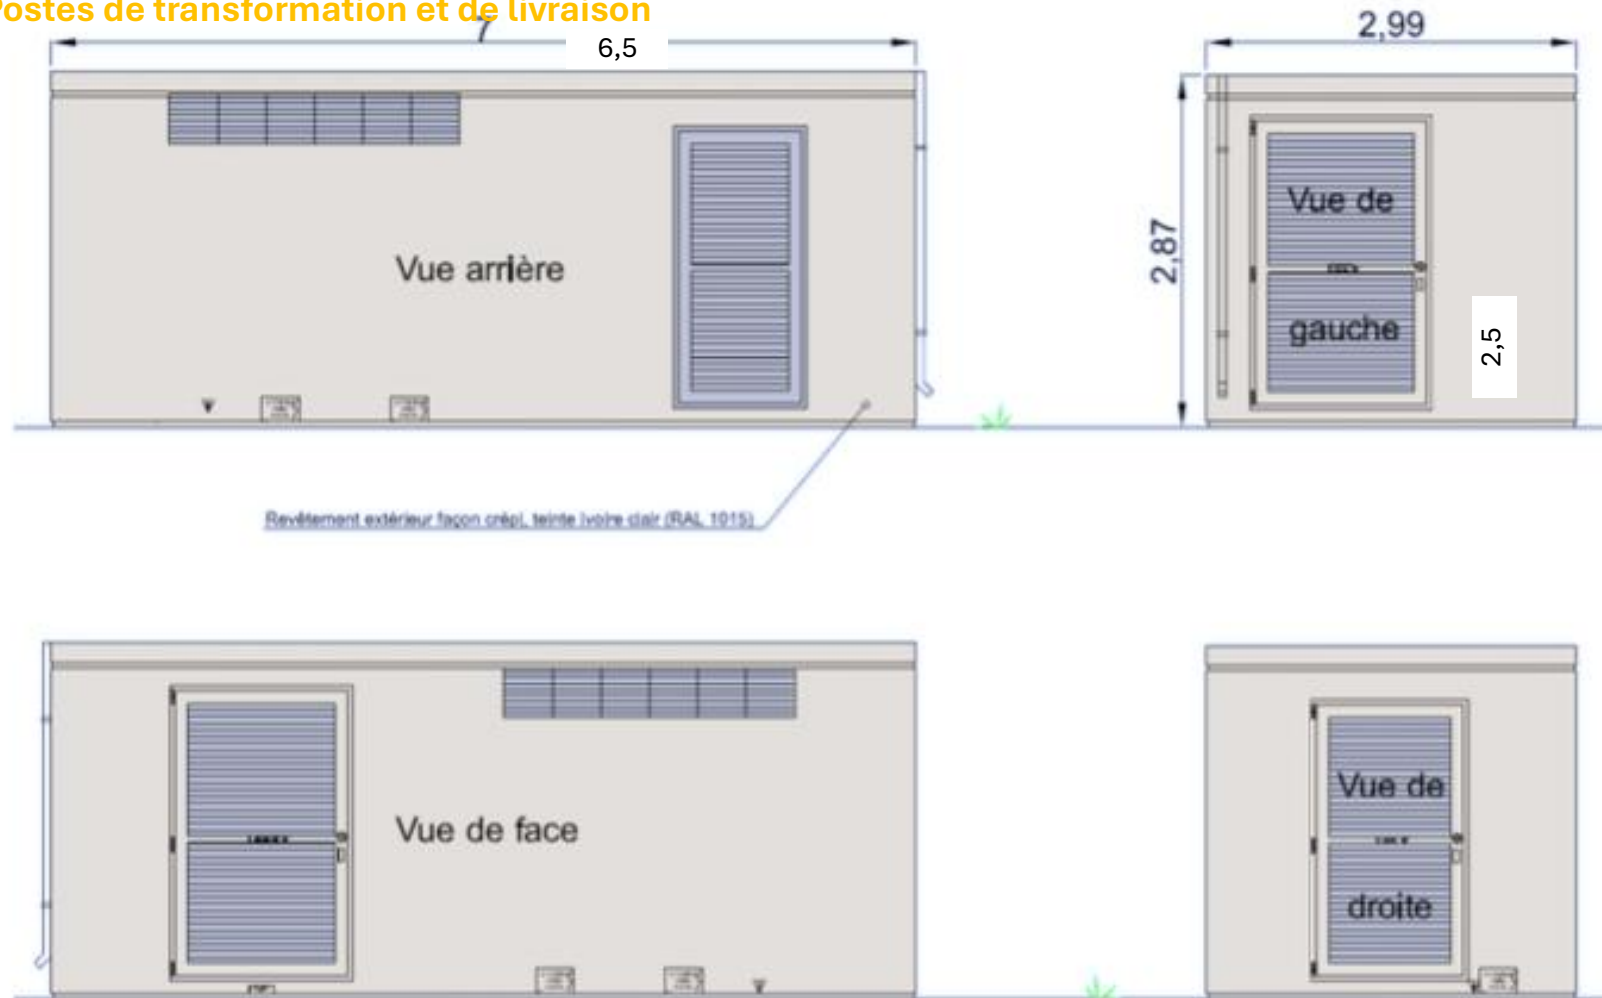 Postes de transformation et de livraison
7
6,5
2,99
Vue arrière
2,87
Vue de
gauche
2,5
Revêtement extérieur façon crépi, teinte ivoire clair (RAL 1015)
Vue de face
Vue de
droite